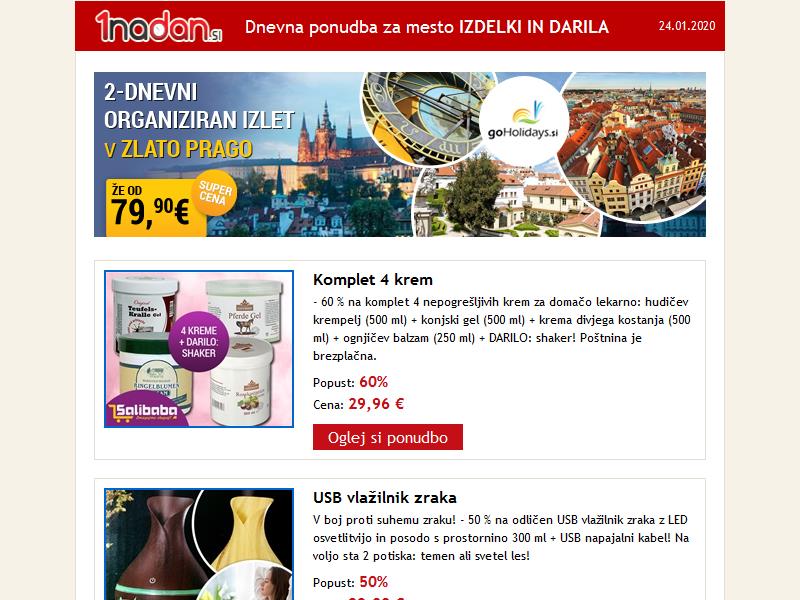 1nadan.si
Dnevna ponudba za mesto IZDELKI IN DARILA
24.01.2020
2-DNEVNI
ORGANIZIRAN IZLET
V ZLATO PRAGO
ŽE OD
79,90€
SUPER
CENA
goHolidays.si
Komplet 4 krem
- 60 % na komplet 4 nepogrešljivih krem za domačo lekarno: hudičev
krempelj (500 ml) + konjski gel (500 ml) + krema divjega kostanja (500
ml) + ognjičev balzam (250 ml) + DARILO: shaker! Poštnina je
brezplačna.
Popust: 60%
Cena: 29,96 €
Oglej si ponudbo
Original
Teufels-
Kralle Gel
Pferde Gel
4 KREME
+ DARILO:
SHAKER
RINGELBLUMEN
Salibaba
USB vlažilnik zraka
V boj proti suhemu zraku! - 50 % na odličen USB vlažilnik zraka z LED
osvetlitvijo in posodo s prostornino 300 ml + USB napajalni kabel! Na
voljo sta 2 potiska: temen ali svetel les!
Popust: 50%